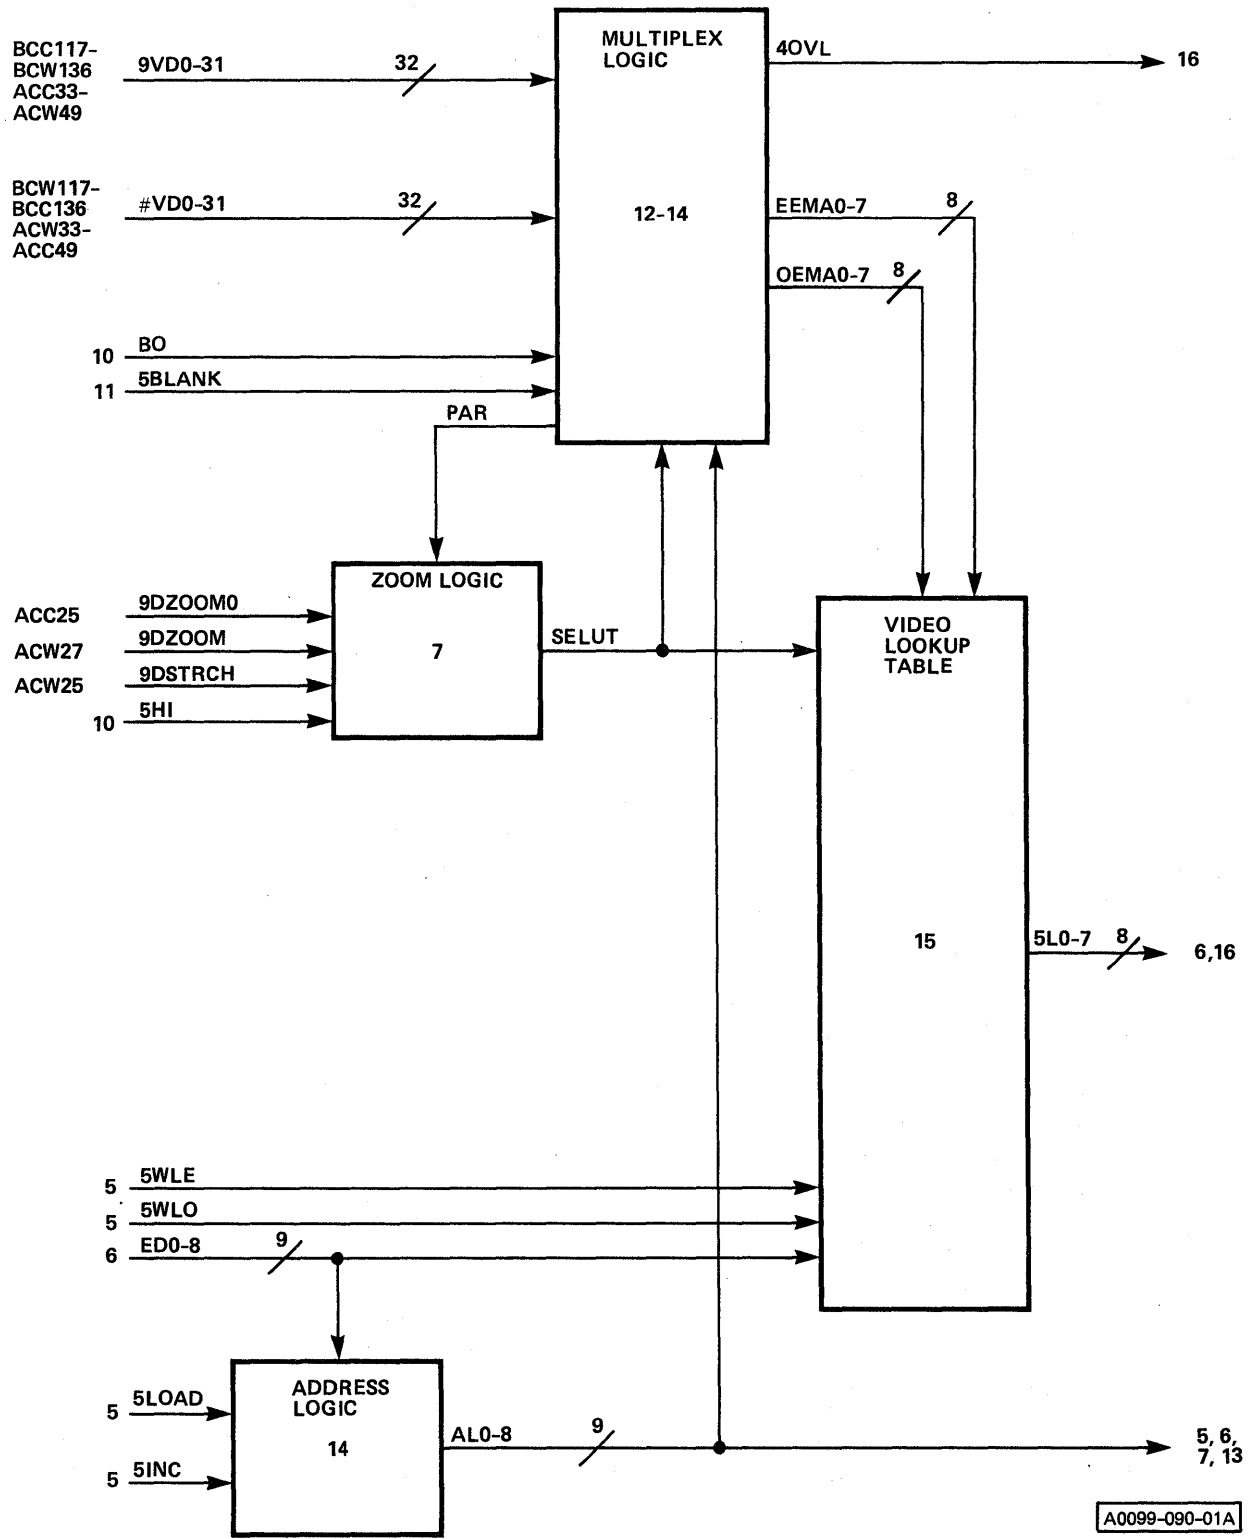 BCC117-
BCW136
ACC33-
ACW49
9VD0-31
32
MULTIPLEX
LOGIC
12-14
4OVL
16
BCW117-
BCC136
ACW33-
ACC49
#VD0-31
32
EEMA0-7
8
OEMA0-7
8
10
BO
11
5BLANK
PAR
ZOOM LOGIC
7
ACC25
9DZOOM0
ACW27
9DZOOM
ACW25
9DSTRCH
10
5HI
SELUT
VIDEO
LOOKUP
TABLE
15
5L0-7
8
6,16
5
5WLE
5
5WLO
6
ED0-8
9
ADDRESS
LOGIC
14
5
5LOAD
5
5INC
AL0-8
9
5, 6,
7, 13
A0099-090-01A